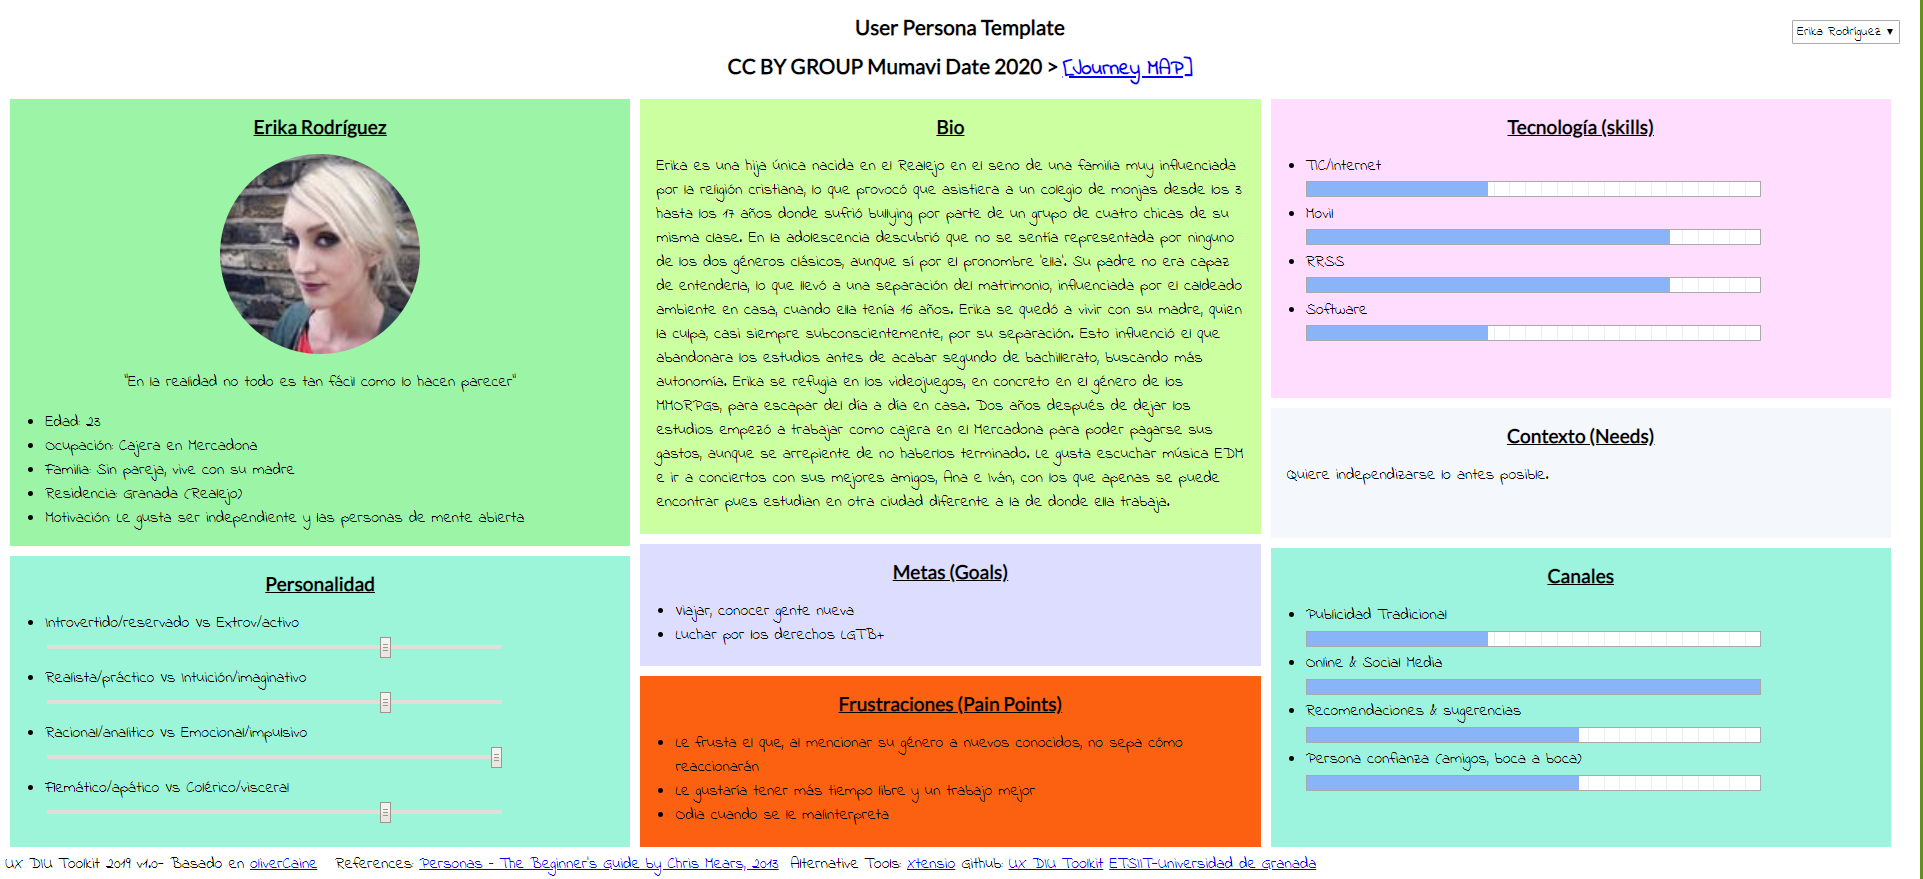 User Persona Template
Erika Rodríguez ▼
CC BY GROUP Mumavi Date 2020 > [Journey MAP]
Erika Rodríguez
"En la realidad no todo es tan fácil como lo hacen parecer"
Edad: 23
Ocupación: Cajera en Mercadona
Familia: Sin pareja, vive con su madre
Residencia: Granada (Realejo)
Motivación: Le gusta ser independiente y las personas de mente abierta
Personalidad
Introvertido/reservado Vs Extrov/activo
Realista/práctico Vs Intuición/imaginativo
Racional/analítico Vs Emocional/impulsivo
Flemático/apático Vs Colérico/visceral
Bio
Erika es una hija única nacida en el Realejo en el seno de una familia muy influenciada
por la religión cristiana, lo que provocó que asistiera a un colegio de monjas desde los 3
hasta los 17 años donde sufrió bullying por parte de un grupo de cuatro chicas de su
misma clase. En la adolescencia descubrió que no se sentía representada por ninguno
de los dos géneros clásicos, aunque sí por el pronombre 'ella'. Su padre no era capaz
de entenderla, lo que llevó a una separación del matrimonio, influenciada por el caldeado
ambiente en casa, cuando ella tenía 16 años. Erika se quedó a vivir con su madre, quien
la culpa, casi siempre subconscientemente, por su separación. Esto influenció el que
abandonara los estudios antes de acabar segundo de bachillerato, buscando más
autonomía. Erika se refugia en los videojuegos, en concreto en el género de los
MMORPGs, para escapar del día a día en casa. Dos años después de dejar los
estudios empezó a trabajar como cajera en el Mercadona para poder pagarse sus
gastos, aunque se arrepiente de no haberlos terminado. Le gusta escuchar música EDM
e ir a conciertos con sus mejores amigos, Ana e Iván, con los que apenas se puede
encontrar pues estudian en otra ciudad diferente a la de donde ella trabaja.
Metas (Goals)
Viajar, conocer gente nueva
Luchar por los derechos LGTB+
Frustraciones (Pain Points)
Le frusta el que, al mencionar su género a nuevos conocidos, no sepa cómo
reaccionarán
Le gustaría tener más tiempo libre y un trabajo mejor
Odia cuando se le malinterpreta
Tecnología (skills)
TIC/Internet
Movil
RRSS
Software
Contexto (Needs)
Quiere independizarse lo antes posible.
Canales
Publicidad Tradicional
Online & Social Media
Recomendaciones & sugerencias
Persona confianza (amigos, boca a boca)
UX DIU Toolkit 2019 v1.0- Basado en oliverCaine References: Personas - The Beginner's Guide by Chris Mears, 2013 Alternative Tools: Xtensio Github: UX DIU Toolkit ETSIIT-Universidad de Granada